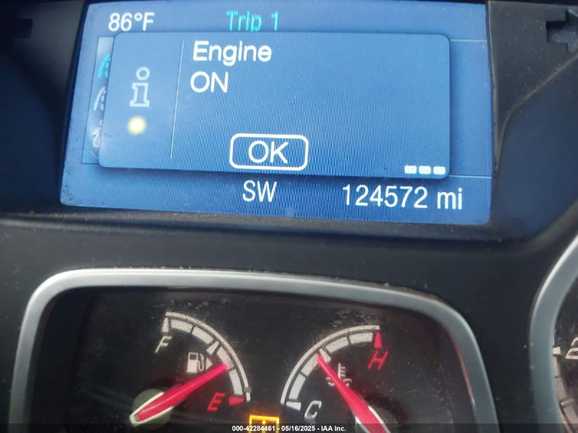 86°F Trip 1
Engine
ON
OK
SW 124572 mi
F H
E C
000-42284461 - 05/16/2025 - IAA Inc.